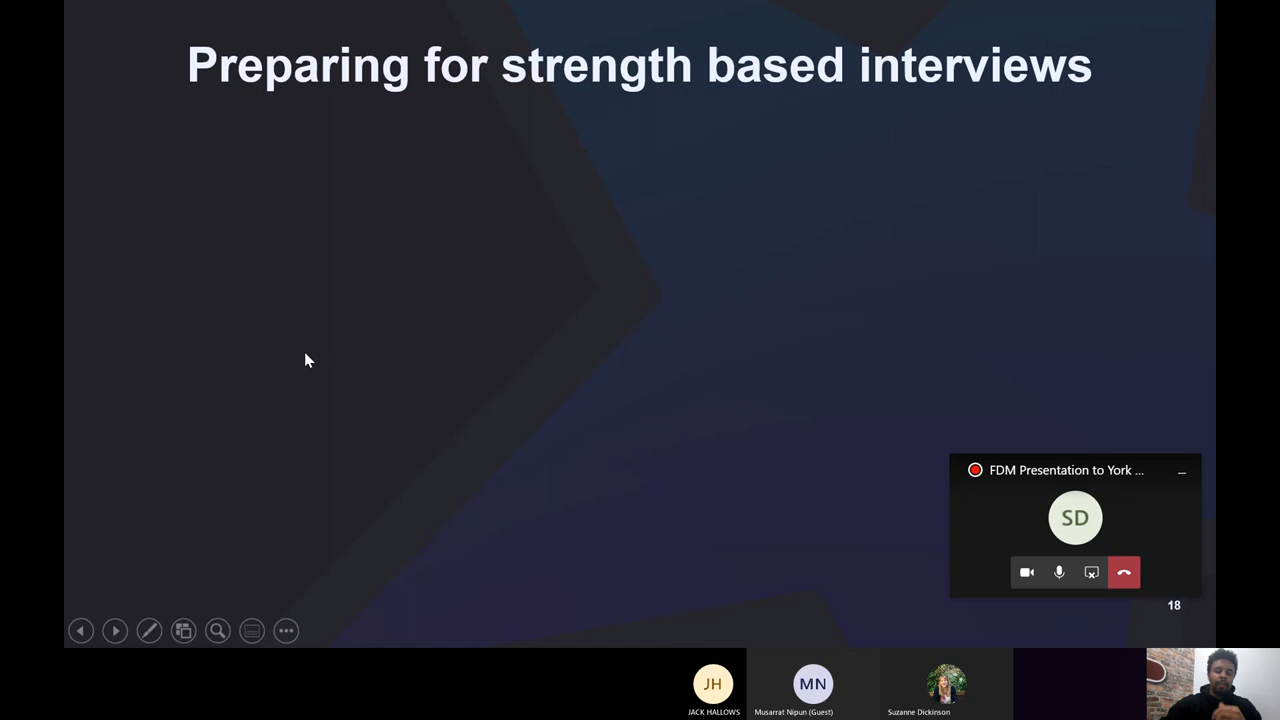 Preparing for strength based interviews
FDM Presentation to York ...
SD
18
JH
MN
JACK HALLOWS
Musarrat Nipun (Guest)
Suzanne Dickinson